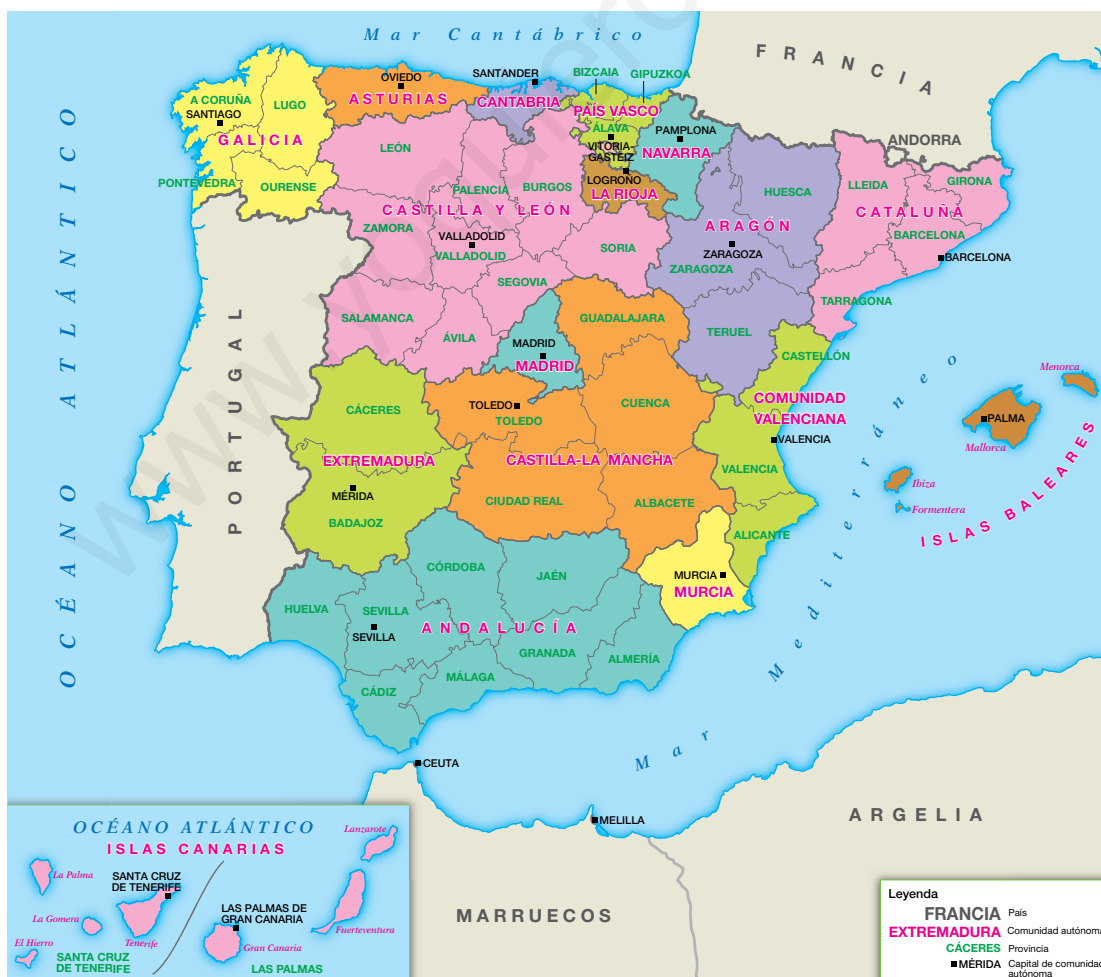 Mar Cantábrico
FRANCIA
BIZCAIA
GIPUZKOA
SANTANDER
OVIEDO
ASTURIAS
CANTABRIA
PAÍS VASCO
A CORUÑA
LUGO
SANTIAGO
GALICIA
LEÓN
ÁLAVA
VITORIA-
GASTEIZ
PAMPLONA
NAVARRA
ANDORRA
PONTEVEDRA
OURENSE
PALENCIA
BURGOS
LOGROÑO
LA RIOJA
HUESCA
LLEIDA
GIRONA
CASTILLA Y LEÓN
CATALUÑA
ARAGÓN
BARCELONA
ZAMORA
VALLADOLID
VALLADOLID
SORIA
ZARAGOZA
ZARAGOZA
BARCELONA
SEGOVIA
TARRAGONA
SALAMANCA
ÁVILA
GUADALAJARA
TERUEL
MADRID
MADRID
CASTELLÓN
OCÉANO ATLÁNTICO
PORTUGAL
CÁCERES
TOLEDO
TOLEDO
CUENCA
COMUNIDAD
VALENCIANA
VALENCIA
VALENCIA
Menorca
PALMA
Mallorca
Ibiza
Formentera
ISLAS BALEARES
EXTREMADURA
CASTILLA-LA MANCHA
MÉRIDA
BADAJOZ
CIUDAD REAL
ALBACETE
ALICANTE
MURCIA
MURCIA
CÓRDOBA
JAÉN
HUELVA
SEVILLA
SEVILLA
ANDALUCÍA
GRANADA
ALMERÍA
MÁLAGA
CÁDIZ
Mar Mediterráneo
CEUTA
MELILLA
ARGELIA
MARRUECOS
OCÉANO ATLÁNTICO
ISLAS CANARIAS
Lanzarote
La Palma
SANTA CRUZ
DE TENERIFE
LAS PALMAS DE
GRAN CANARIA
La Gomera
Tenerife
Gran Canaria
Fuerteventura
El Hierro
SANTA CRUZ
DE TENERIFE
LAS PALMAS
Leyenda
FRANCIA País
EXTREMADURA Comunidad autónoma
CÁCERES Provincia
MÉRIDA Capital de comunidad
autónoma